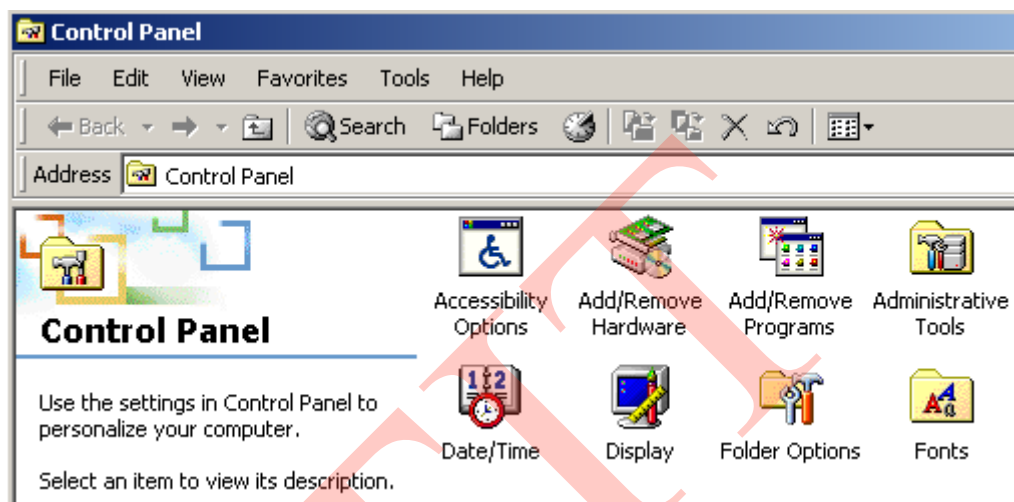 Control Panel
File Edit View Favorites Tools Help
Back Search Folders
Address Control Panel
Control Panel
Use the settings in Control Panel to
personalize your computer.
Select an item to view its description.
Accessibility Add/Remove Add/Remove Administrative
Options Hardware Programs Tools
Date/Time Display Folder Options Fonts